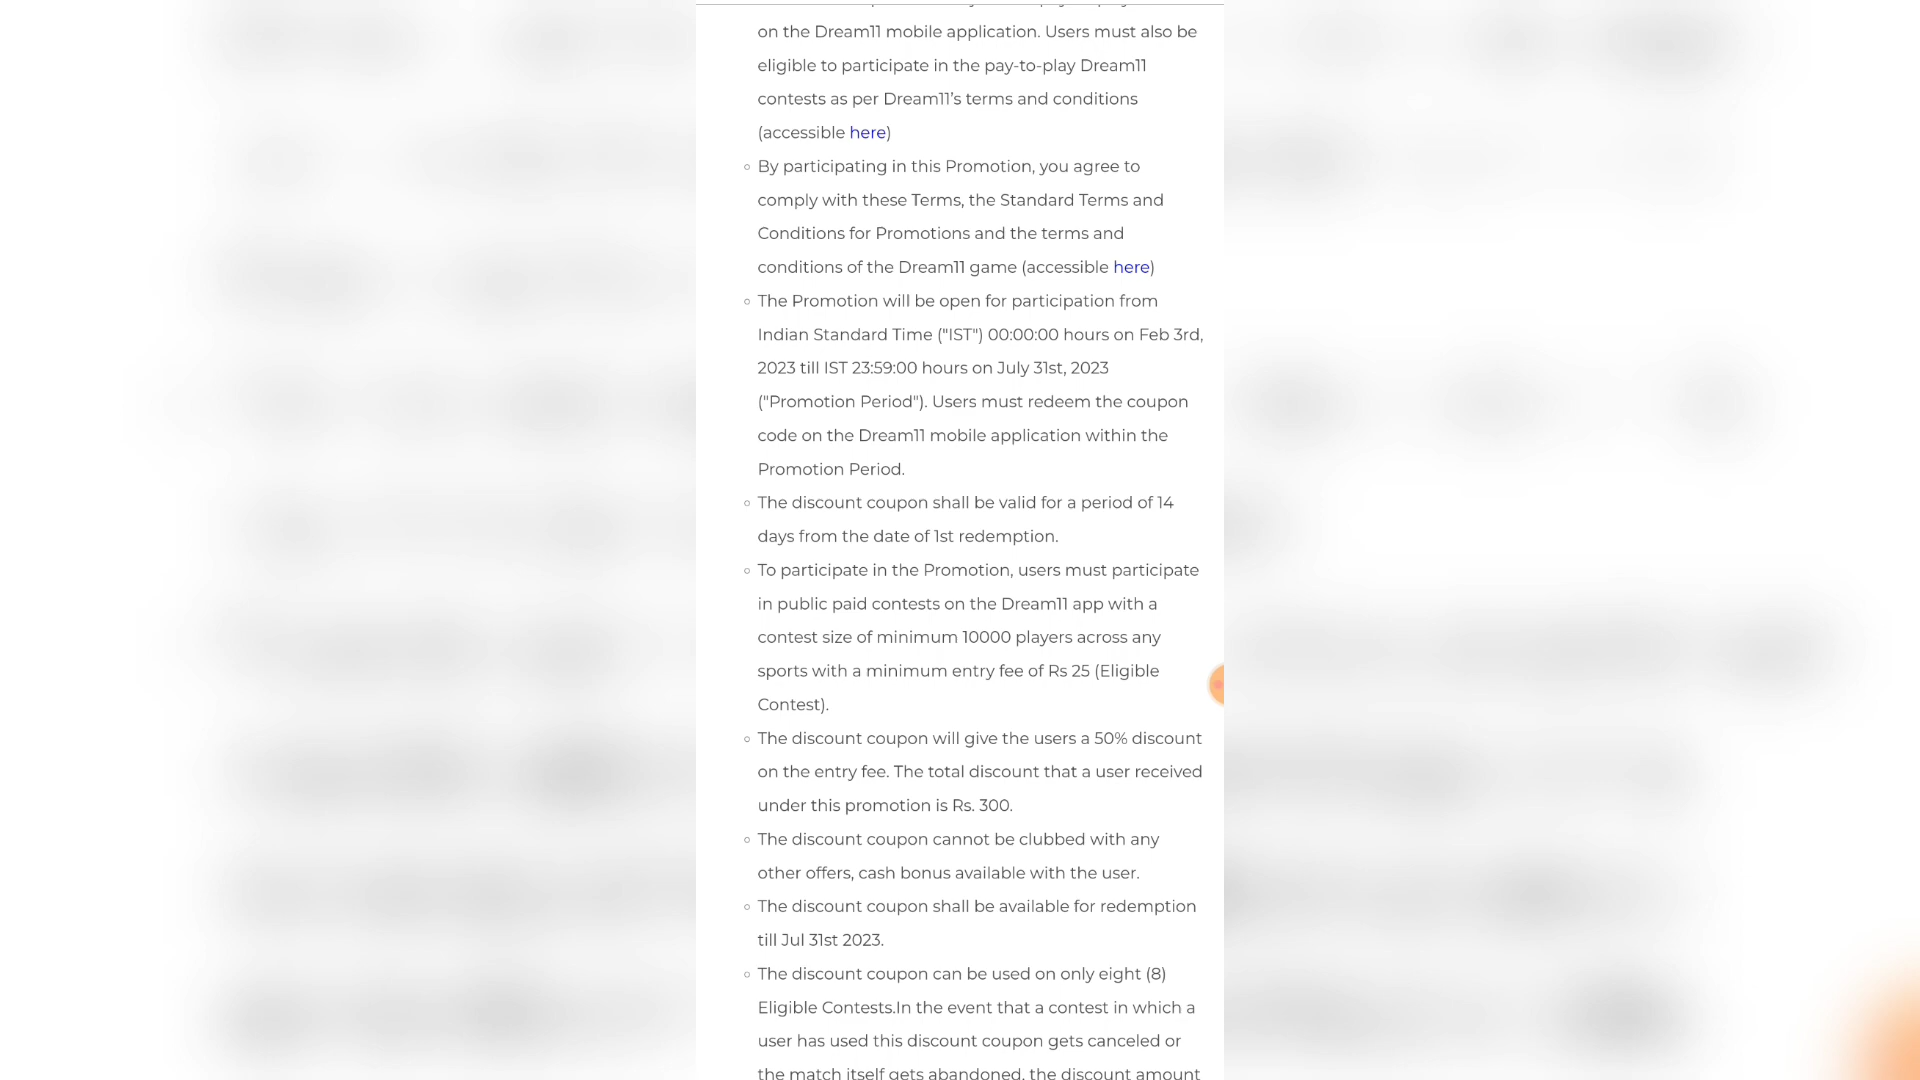 on the Dream11 mobile application. Users must also be
eligible to participate in the pay-to-play Dream11
contests as per Dream11's terms and conditions
(accessible here)
By participating in this Promotion, you agree to
comply with these Terms, the Standard Terms and
Conditions for Promotions and the terms and
conditions of the Dream11 game (accessible here)
The Promotion will be open for participation from
Indian Standard Time ("IST") 00:00:00 hours on Feb 3rd,
2023 till IST 23:59:00 hours on July 31st, 2023
("Promotion Period"). Users must redeem the coupon
code on the Dream11 mobile application within the
Promotion Period.
The discount coupon shall be valid for a period of 14
days from the date of 1st redemption.
To participate in the Promotion, users must participate
in public paid contests on the Dream11 app with a
contest size of minimum 10000 players across any
sports with a minimum entry fee of Rs 25 (Eligible
Contest).
The discount coupon will give the users a 50% discount
on the entry fee. The total discount that a user received
under this promotion is Rs. 300.
The discount coupon cannot be clubbed with any
other offers, cash bonus available with the user.
The discount coupon shall be available for redemption
till Jul 31st 2023.
The discount coupon can be used on only eight (8)
Eligible Contests.In the event that a contest in which a
user has used this discount coupon gets canceled or
the match itself gets abandoned, the discount amount